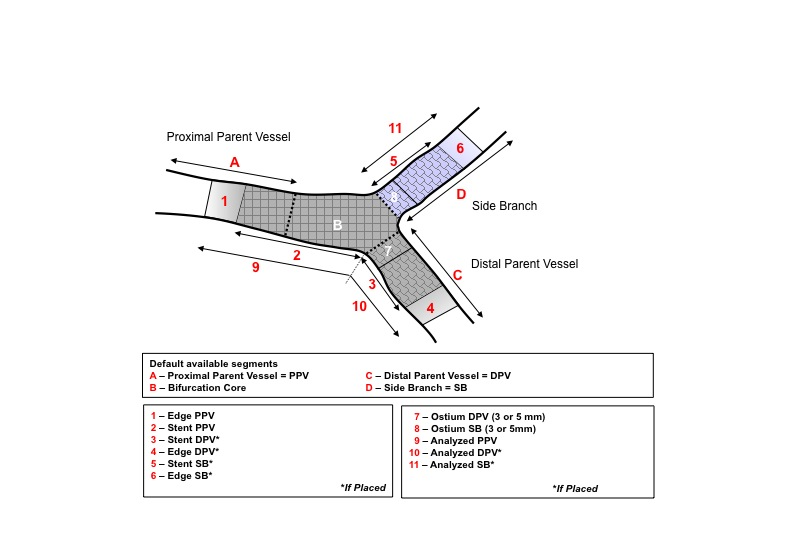 11
Proximal Parent Vessel
6
A
5
D
1
8
Side Branch
B
7
2
Distal Parent Vessel
9
C
3
10
4
Default available segments
A – Proximal Parent Vessel = PPV
C – Distal Parent Vessel = DPV
B – Bifurcation Core
D – Side Branch = SB
1 – Edge PPV
2 – Stent PPV
3 – Stent DPV*
4 – Edge DPV*
5 – Stent SB*
6 – Edge SB*
*If Placed
7 – Ostium DPV (3 or 5 mm)
8 – Ostium SB (3 or 5mm)
9 – Analyzed PPV
10 – Analyzed DPV*
11 – Analyzed SB*
*If Placed